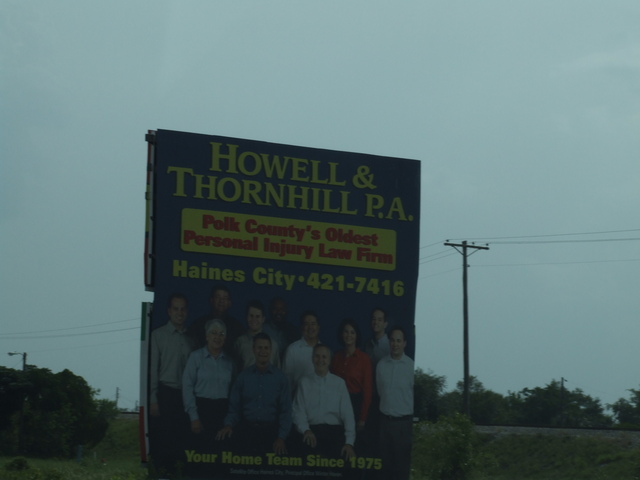 Howell &
Thornhill P.A.
Polk County's Oldest
Personal Injury Law Firm
Haines City • 421-7416
Your Home Team Since 1975